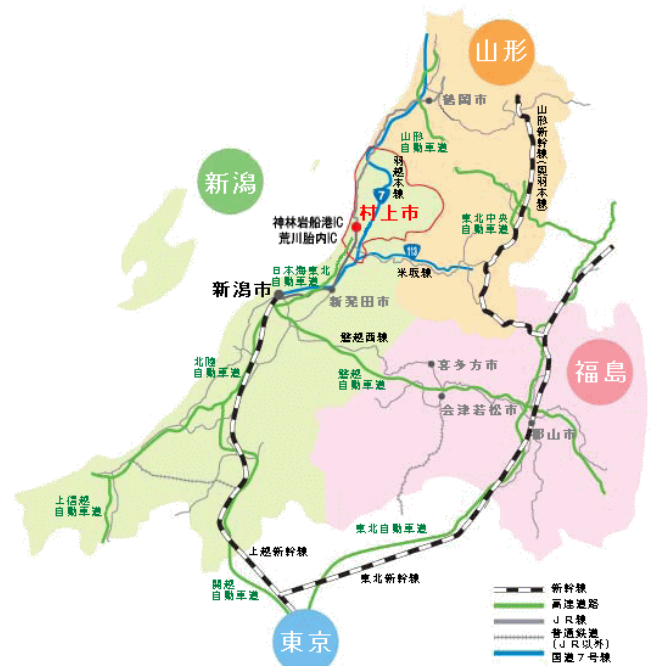 山形
鶴岡市
山形
自動車道
山形新幹線(奥羽本線)
新潟
羽越本線
7
村上市
神林岩船港IC
荒川胎内IC
東北中央
自動車道
113
米坂線
日本海東北
自動車道
新潟市
新発田市
磐越西線
北陸
自動車道
磐越
自動車道
喜多方市
福島
会津若松市
郡山市
上信越
自動車道
東北自動車道
上越新幹線
東北新幹線
関越
自動車道
東京
新幹線
高速道路
JR線
普通鉄道
(JR以外)
国道7号線